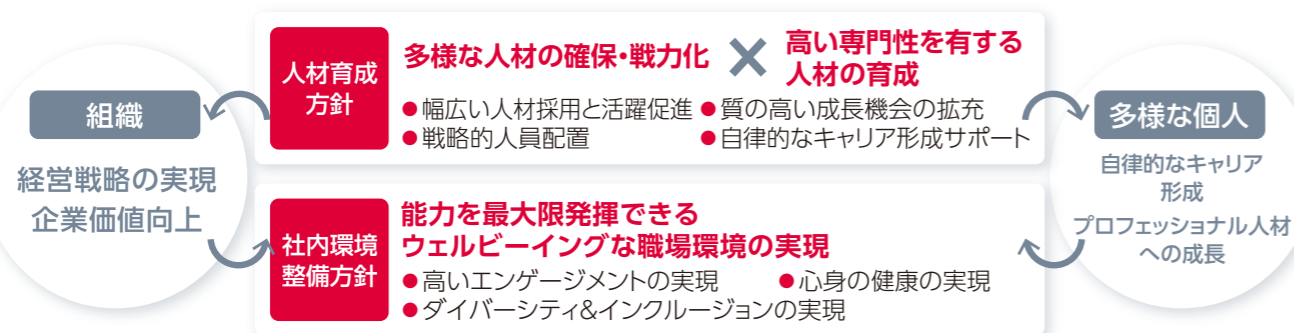 組織
経営戦略の実現
企業価値向上
人材育成
方針
多様な人材の確保・戦力化
×
高い専門性を有する
人材の育成
●幅広い人材採用と活躍促進
●質の高い成長機会の拡充
●戦略的人員配置
●自律的なキャリア形成サポート
社内環境
整備方針
能力を最大限発揮できる
ウェルビーイングな職場環境の実現
●高いエンゲージメントの実現
●心身の健康の実現
●ダイバーシティ&インクルージョンの実現
多様な個人
自律的なキャリア
形成
プロフェッショナル人材
への成長